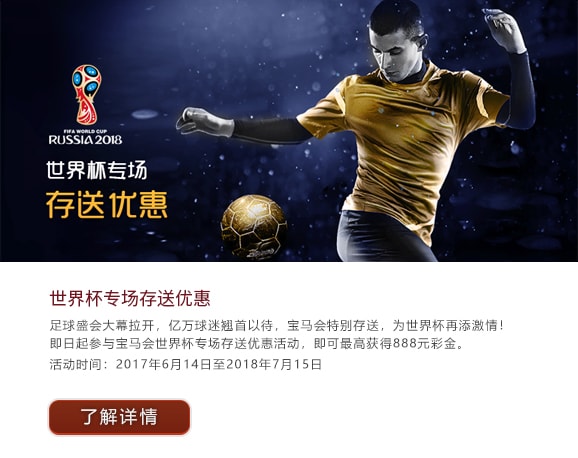 FIFA WORLD CUP
RUSSIA 2018
世界杯专场
存送优惠
世界杯专场存送优惠
足球盛会大幕拉开，亿万球迷翘首以待，宝马会特别存送，为世界杯再添激情！
即日起参与宝马会世界杯专场存送优惠活动，即可最高获得888元彩金。
活动时间：2017年6月14日至2018年7月15日
了解详情